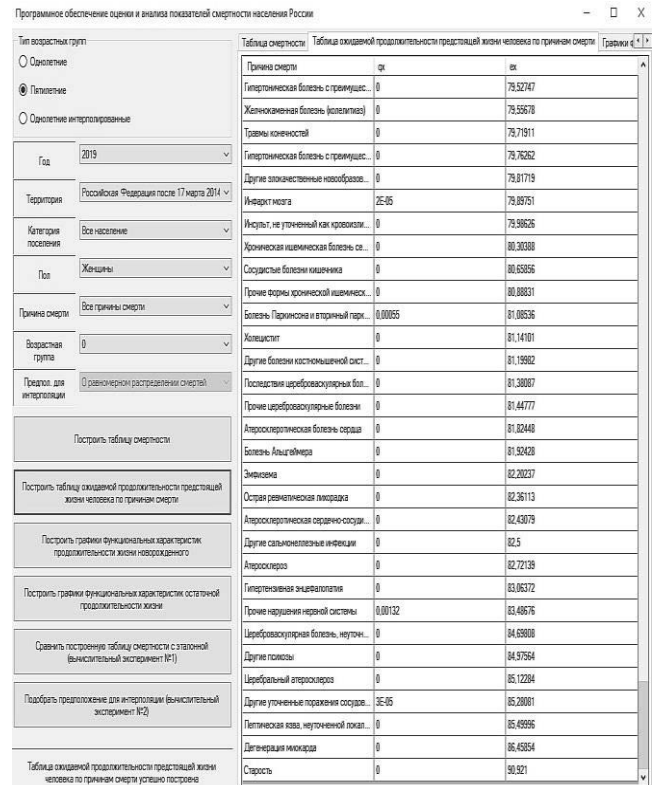 Программное обеспечение оценки и анализа показателей смертности населения России
Тип возрастных групп
Однолетние
Пятилетние
Однолетние интерполированные
Год
2019
Территория
Российская Федерация после 17 марта 2014
Категория поселения
Все население
Пол
Женщины
Причина смерти
Все причины смерти
Возрастная группа
0
Предпол. для интерполяции
О равномерном распределении смертей
Построить таблицу смертности
Построить таблицу ожидаемой продолжительности предстоящей
жизни человека по причинам смерти
Построить графики функциональных характеристик
продолжительности жизни новорожденного
Построить графики функциональных характеристик остаточной
продолжительности жизни
Сравнить построенную таблицу смертности с эталонной
(вычислительный эксперимент №1)
Подобрать предположение для интерполяции (вычислительный
эксперимент №2)
Таблица ожидаемой продолжительности предстоящей жизни
человека по причинам смерти успешно построена
Таблица смертности Таблица ожидаемой продолжительности предстоящей жизни человека по причинам смерти Графики ф
Причина смерти qx ex
Гипертоническая болезнь с преимущес... 0 79,52747
Желчнокаменная болезнь (холелитиаз) 0 79,55678
Травмы конечностей 0 79,71911
Гипертоническая болезнь с преимущес... 0 79,76262
Другие злокачественные новообразов... 0 79,81719
Инфаркт мозга 2E-05 79,89751
Инсульт, не уточненный как кровоизли... 0 79,98626
Хроническая ишемическая болезнь се... 0 80,30388
Сосудистые болезни кишечника 0 80,65856
Прочие формы хронической ишемическ... 0 80,88831
Болезнь Паркинсона и вторичный парк... 0,00055 81,08536
Холецистит 0 81,14101
Другие болезни костномышечной сист... 0 81,19982
Последствия цереброваскулярных бол... 0 81,38087
Прочие цереброваскулярные болезни 0 81,44777
Атеросклеротическая болезнь сердца 0 81,82448
Болезнь Альцгеймера 0 81,92428
Эмфизема 0 82,20237
Острая ревматическая лихорадка 0 82,36113
Атеросклеротическая сердечно-сосуди... 0 82,43079
Другие сальмонеллезные инфекции 0 82,5
Атеросклероз 0 82,72139
Гипертензивная энцефалопатия 0 83,06372
Прочие нарушения нервной системы 0,00132 83,48676
Цереброваскулярная болезнь, неуточн... 0 84,69808
Другие психозы 0 84,97564
Церебральный атеросклероз 0 85,12284
Другие уточненные поражения сосудов... 3E-05 85,28081
Пептическая язва, неуточненной локал... 0 85,49996
Дегенерация миокарда 0 86,45854
Старость 0 90,921